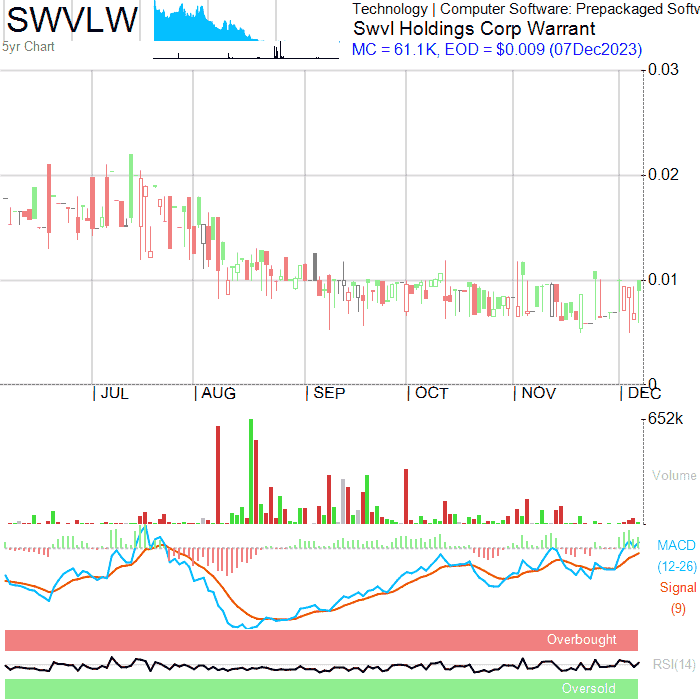 SWVLW
5yr Chart
Technology | Computer Software: Prepackaged Softw
Swvl Holdings Corp Warrant
MC = 61.1K, EOD = $0.009 (07Dec2023)
0.03
0.02
0.01
0
JUL AUG SEP OCT NOV DEC
652K
Volume
MACD
(12-26)
Signal
(9)
Overbought
RSI(14)
Oversold